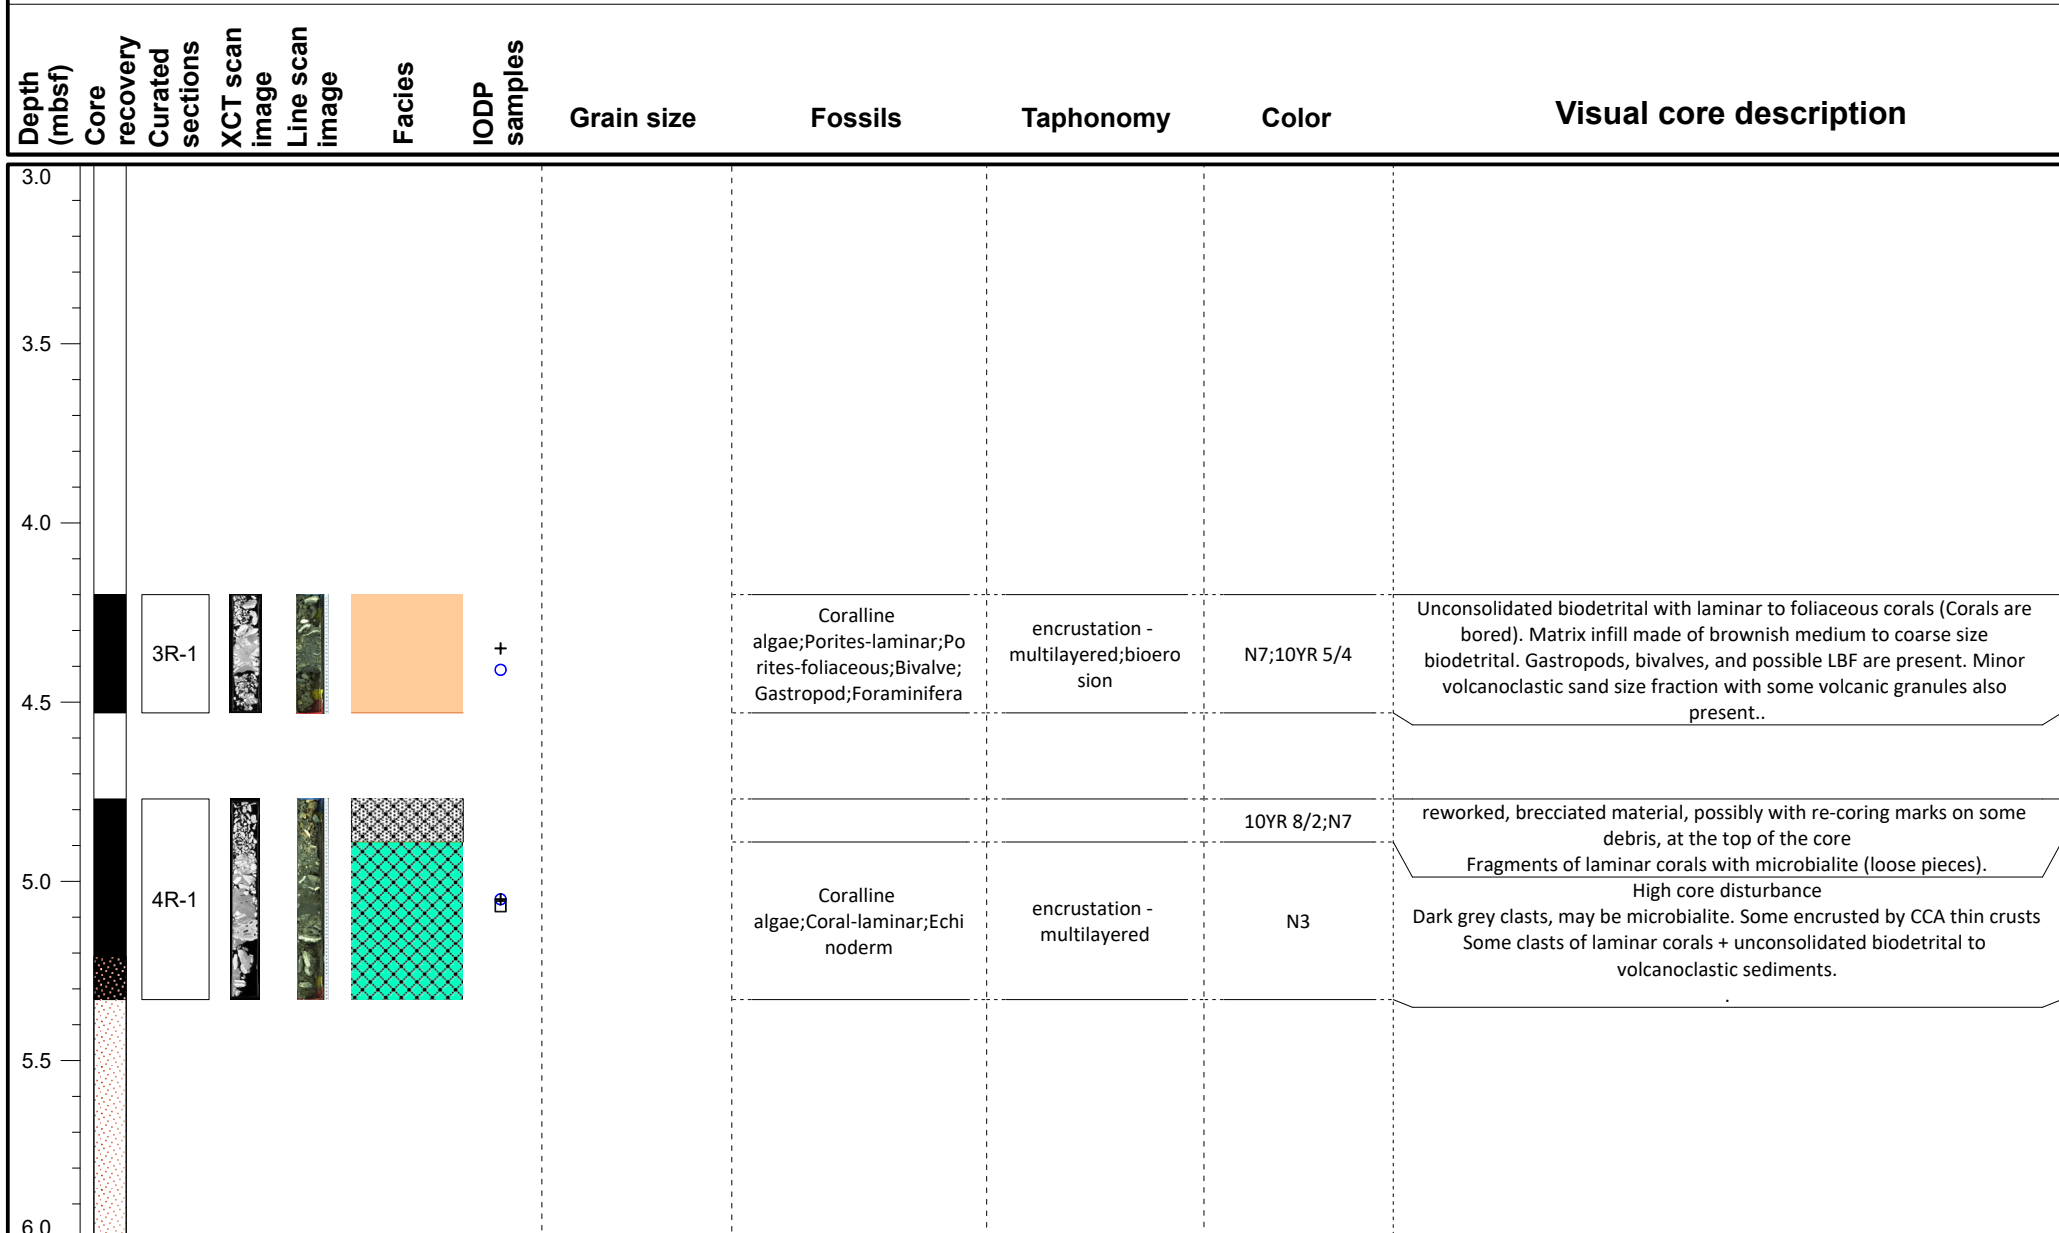 Depth
(mbsf)
Core
recovery
Curated
sections
XCT scan
image
Line scan
image
Facies
IODP
samples
Grain size
Fossils
Taphonomy
Color
Visual core description
3.0
3.5
4.0
3R-1
Coralline
algae;Porites-laminar;Po
rites-foliaceous;Bivalve;
Gastropod;Foraminifera
encrustation -
multilayered;bioero
sion
N7;10YR 5/4
Unconsolidated biodetrital with laminar to foliaceous corals (Corals are
bored). Matrix infill made of brownish medium to coarse size
biodetrital. Gastropods, bivalves, and possible LBF are present. Minor
volcanoclastic sand size fraction with some volcanic granules also
present..
4.5
10YR 8/2;N7
reworked, brecciated material, possibly with re-coring marks on some
debris, at the top of the core
Fragments of laminar corals with microbialite (loose pieces).
5.0
4R-1
Coralline
algae;Coral-laminar;Echi
noderm
encrustation -
multilayered
N3
High core disturbance
Dark grey clasts, may be microbialite. Some encrusted by CCA thin crusts
Some clasts of laminar corals + unconsolidated biodetrital to
volcanoclastic sediments.
.
5.5
6.0